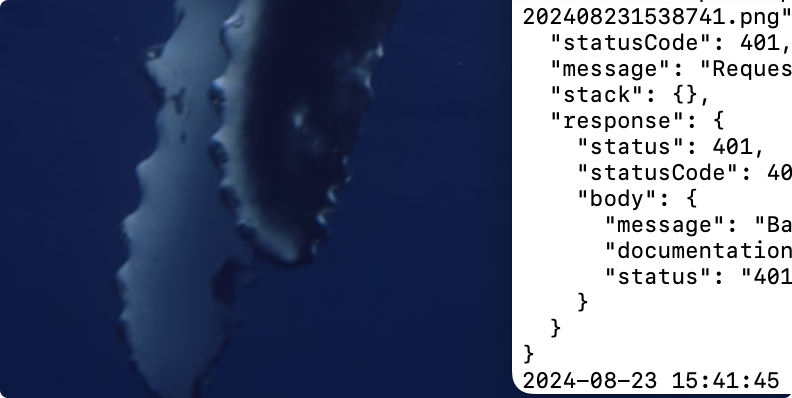 202408231538741.png"
"statusCode": 401,
"message": "Reques
"stack": {},
"response": {
"status": 401,
"statusCode": 40
"body": {
"message": "Ba
"documentation
"status": "401
}
}
}
2024-08-23 15:41:45